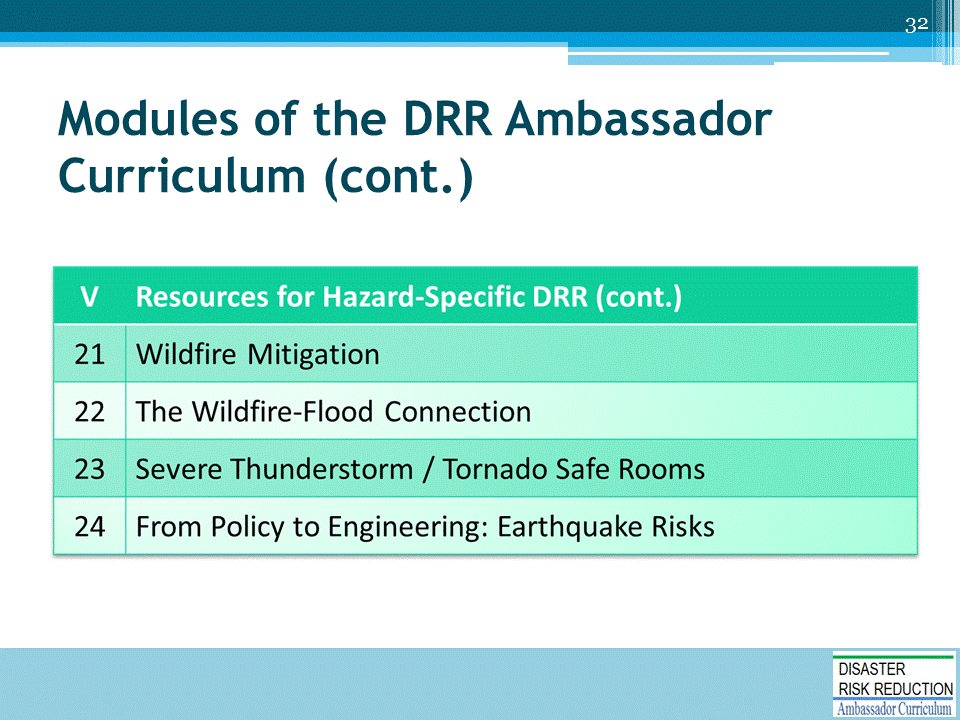 32
Modules of the DRR Ambassador
Curriculum (cont.)
V Resources for Hazard-Specific DRR (cont.)
21 Wildfire Mitigation
22 The Wildfire-Flood Connection
23 Severe Thunderstorm / Tornado Safe Rooms
24 From Policy to Engineering: Earthquake Risks
DISASTER
RISK REDUCTION
Ambassador Curriculum